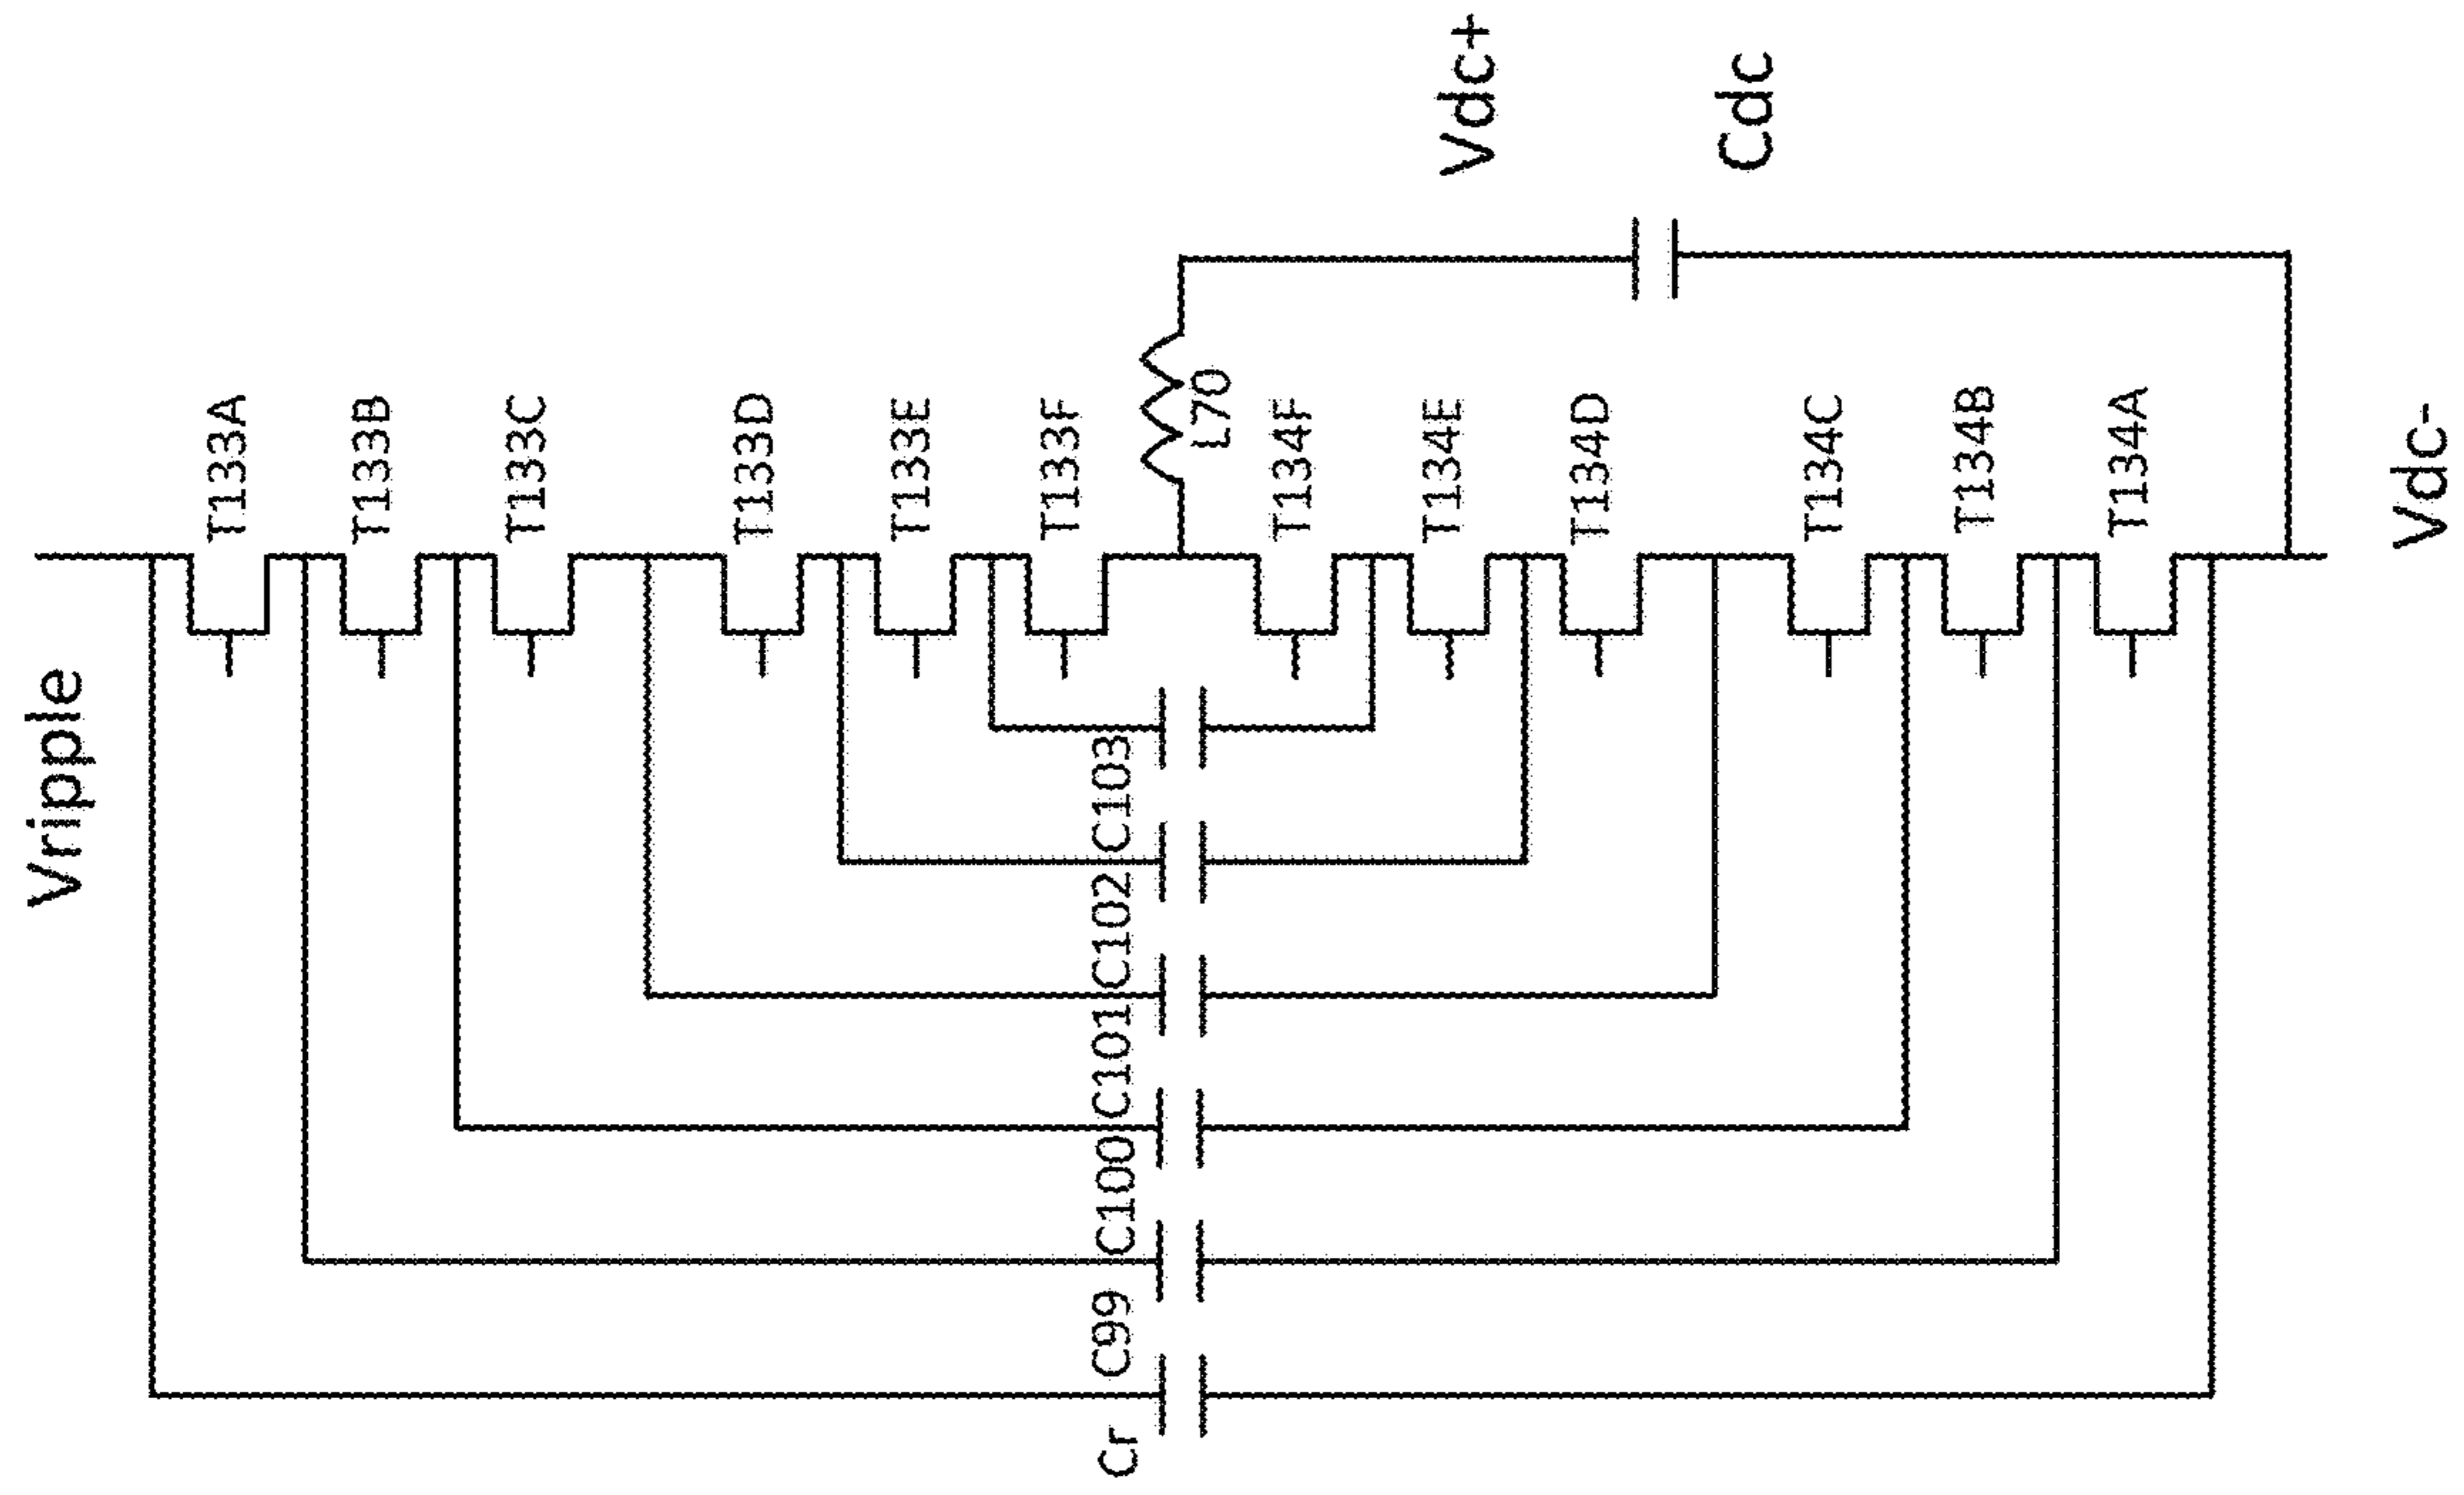 Vripple
T133A
T133B
T133C
T133D
T133E
T133F
L70
T134F
T134E
T134D
T134C
T134B
T134A
Vdc+
Cdc
Vdc-
Cr
C99
C100
C101
C102
C103